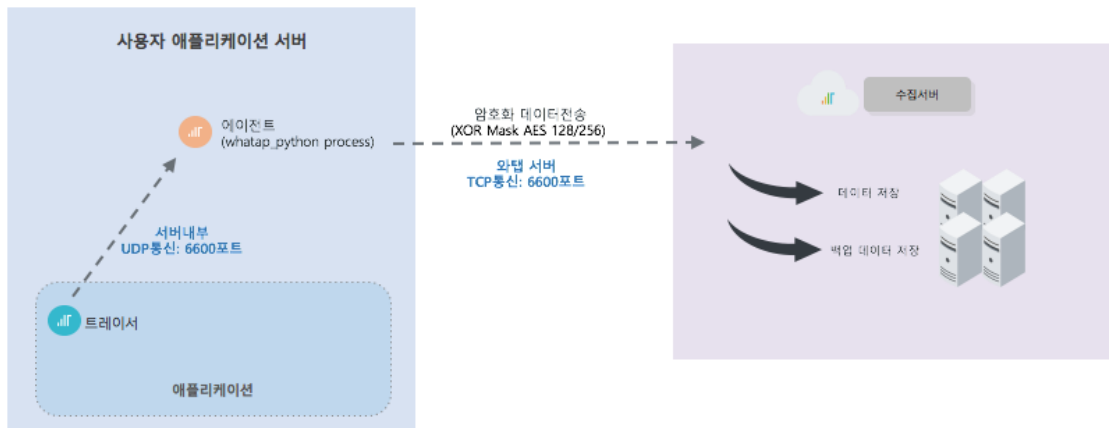 사용자 애플리케이션 서버
에이전트
(whatap_python process)
서버내부
UDP통신: 6600포트
트레이서
애플리케이션
암호화 데이터전송
(XOR Mask AES 128/256)
와탭 서버
TCP통신: 6600포트
수집서버
데이터 저장
백업 데이터 저장